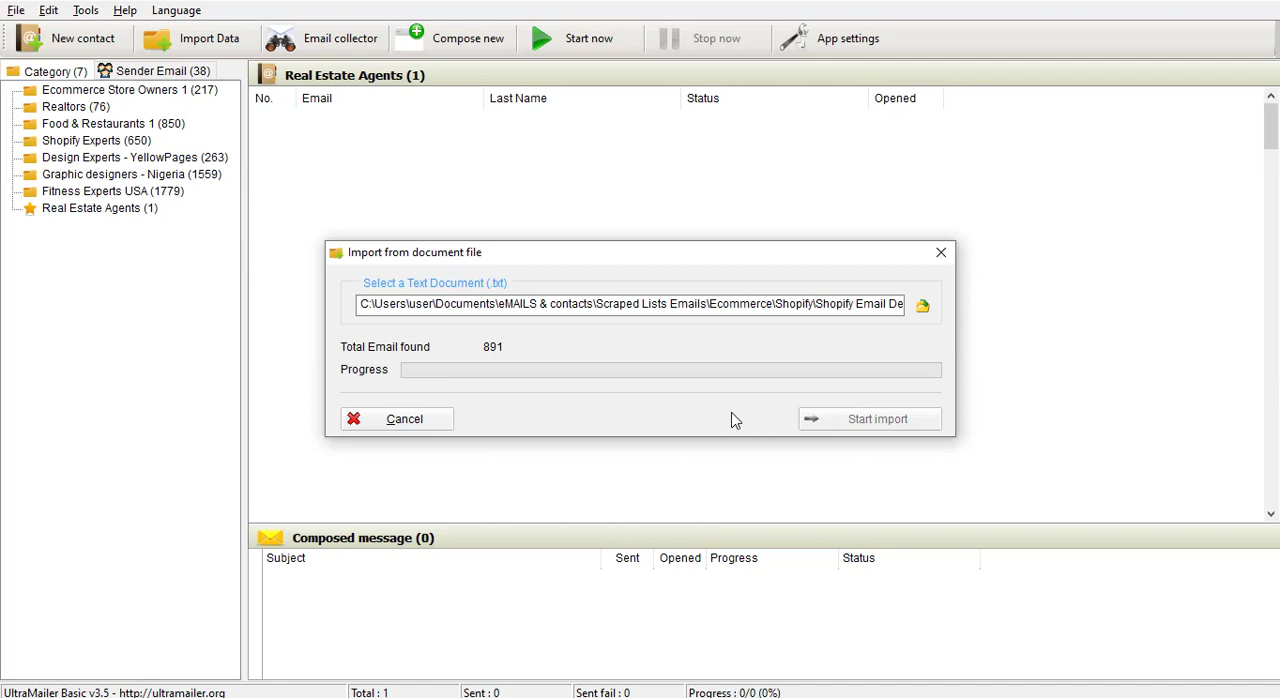 File Edit Tools Help Language
New contact Import Data Email collector Compose new Start now Stop now App settings
Category (7) Sender Email (38)
Ecommerce Store Owners 1 (217)
Realtors (76)
Food & Restaurants 1 (850)
Shopify Experts (650)
Design Experts - YellowPages (263)
Graphic designers - Nigeria (1559)
Fitness Experts USA (1779)
Real Estate Agents (1)
Real Estate Agents (1)
No. Email Last Name Status Opened
Import from document file
Select a Text Document (.txt)
C:\Users\user\Documents\eMAILS & contacts\Scraped Lists Emails\Ecommerce\Shopify\Shopify Email De
Total Email found 891
Progress
Cancel Start import
Composed message (0)
Subject Sent Opened Progress Status
UltraMailer Basic v3.5 - http://ultramailer.org Total : 1 Sent : 0 Sent fail : 0 Progress : 0/0 (0%)